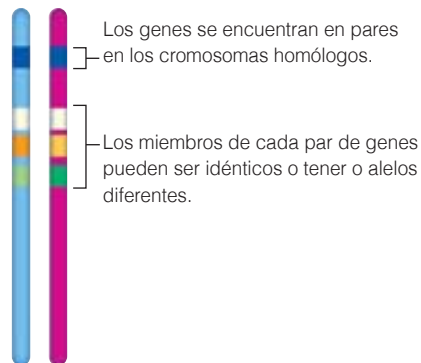 Los genes se encuentran en pares
en los cromosomas homólogos.
Los miembros de cada par de genes
pueden ser idénticos o tener o alelos
diferentes.